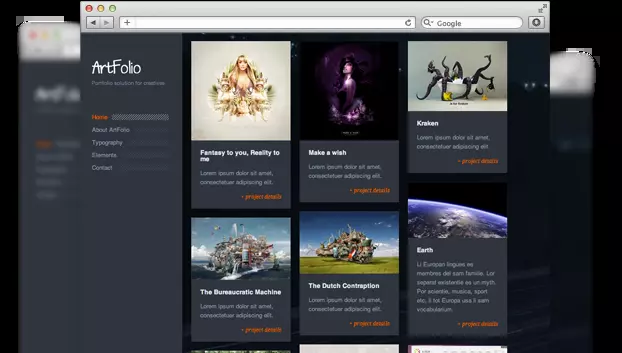 Google
ArtFolio
Portfolio solution for creatives
Home
About ArtFolio
Typography
Elements
Contact
Fantasy to you, Reality to
me
Lorem ipsum dolor sit amet,
consectetuer adipiscing elit.
- project details
The Bureaucratic Machine
Lorem ipsum dolor sit amet,
consectetuer adipiscing elit.
- project details
Make a wish
Lorem ipsum dolor sit amet,
consectetuer adipiscing elit.
- project details
The Dutch Contraption
Lorem ipsum dolor sit amet,
consectetuer adipiscing elit.
- project details
Kraken
Lorem ipsum dolor sit amet,
consectetuer adipiscing elit.
- project details
Earth
Li Europan lingues es
membres del sam familie. Lor
separat existentie es un myth.
Por scientie, musica, sport
etc, li tot Europa usa li sam
vocabularium.
- project details